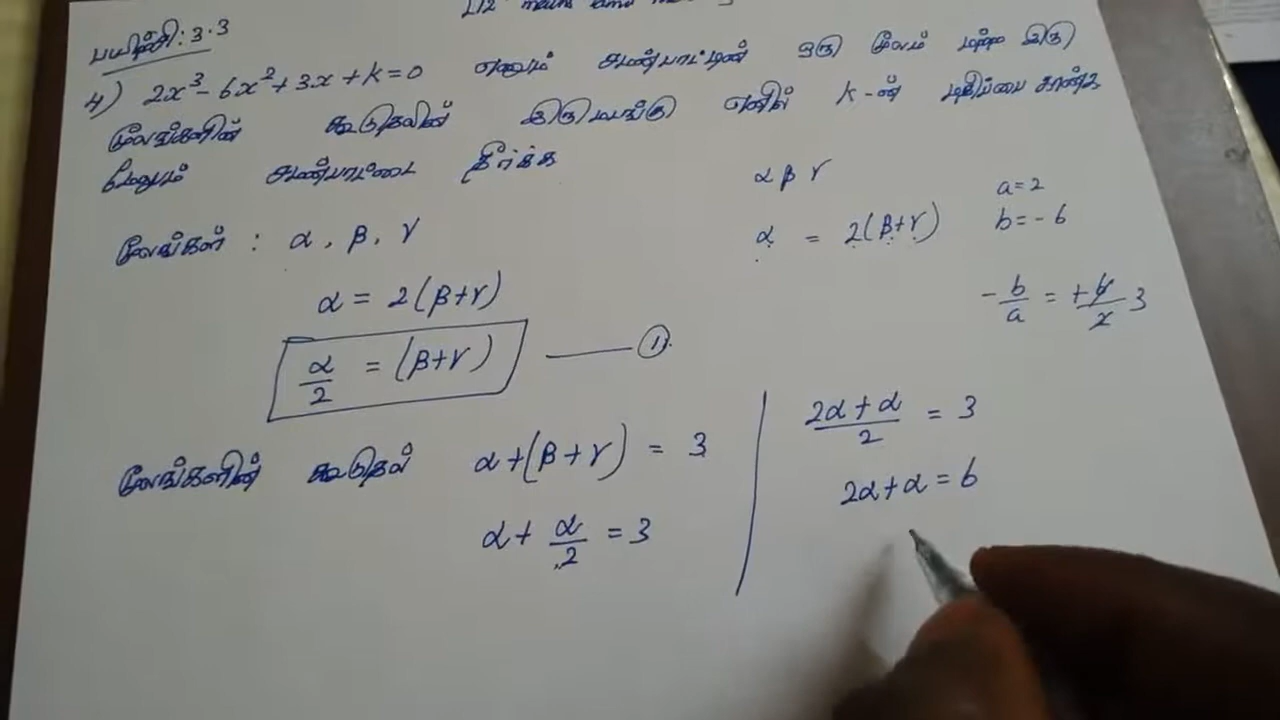 பயிற்சி: 3.3
4) 2x³ - 6x² + 3x + k = 0 எனும் சமன்பாட்டின் ஒரு மூலம் மற்ற இரு
மூலங்களின் கூடுதலின் இருமடங்கு எனில் k-ன் மதிப்பை காண்க
மேலும் சமன்பாட்டை தீர்க்க
α β γ
a = 2
α = 2(β+γ)
b = -6
மூலங்கள் : α, β, γ
α = 2(β+γ)
-b/a = +6/2 3
α/2 = (β+γ) —— ①
மூலங்களின் கூடுதல் α+(β+γ) = 3
α + α/2 = 3
2α+α/2 = 3
2α+α = 6